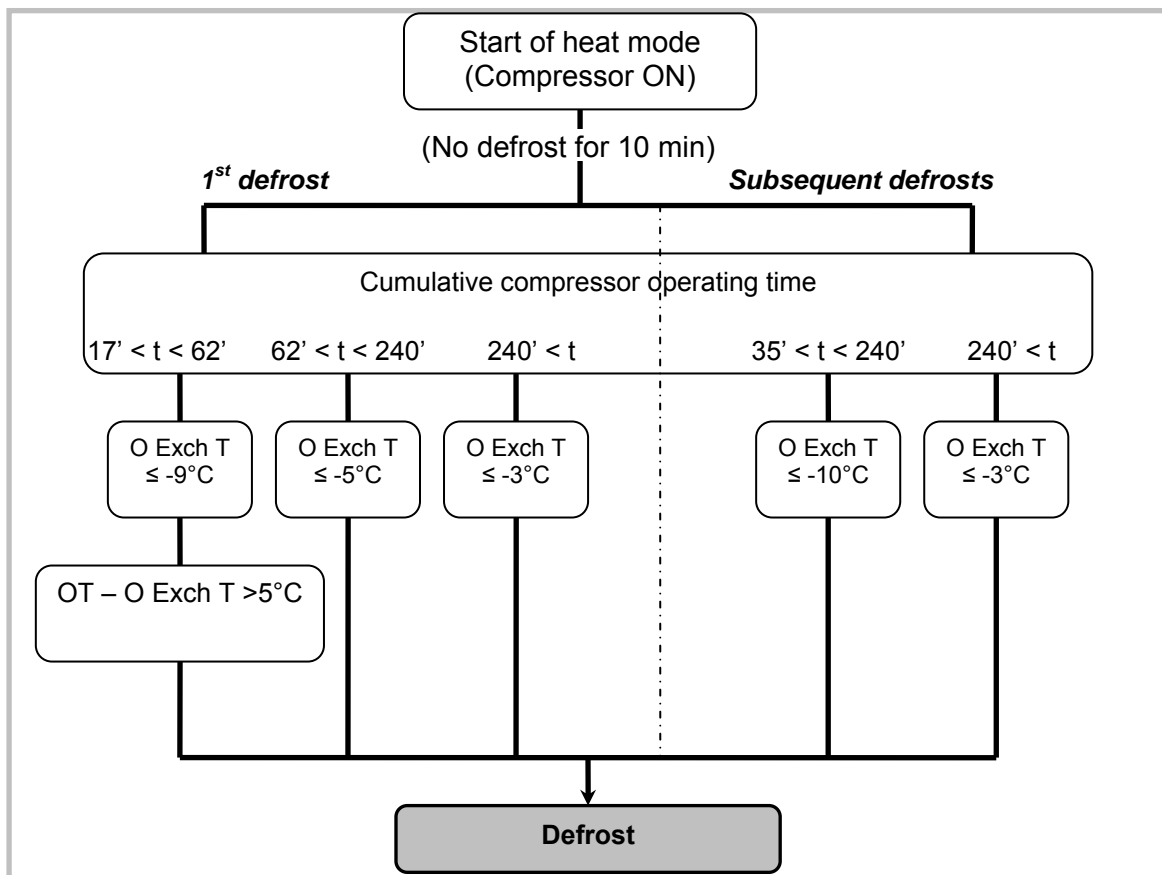 Start of heat mode
(Compressor ON)
(No defrost for 10 min)
1st defrost
Subsequent defrosts
Cumulative compressor operating time
17’ < t < 62’
62’ < t < 240’
240’ < t
35’ < t < 240’
240’ < t
O Exch T
≤ -9°C
O Exch T
≤ -5°C
O Exch T
≤ -3°C
O Exch T
≤ -10°C
O Exch T
≤ -3°C
OT – O Exch T >5°C
Defrost